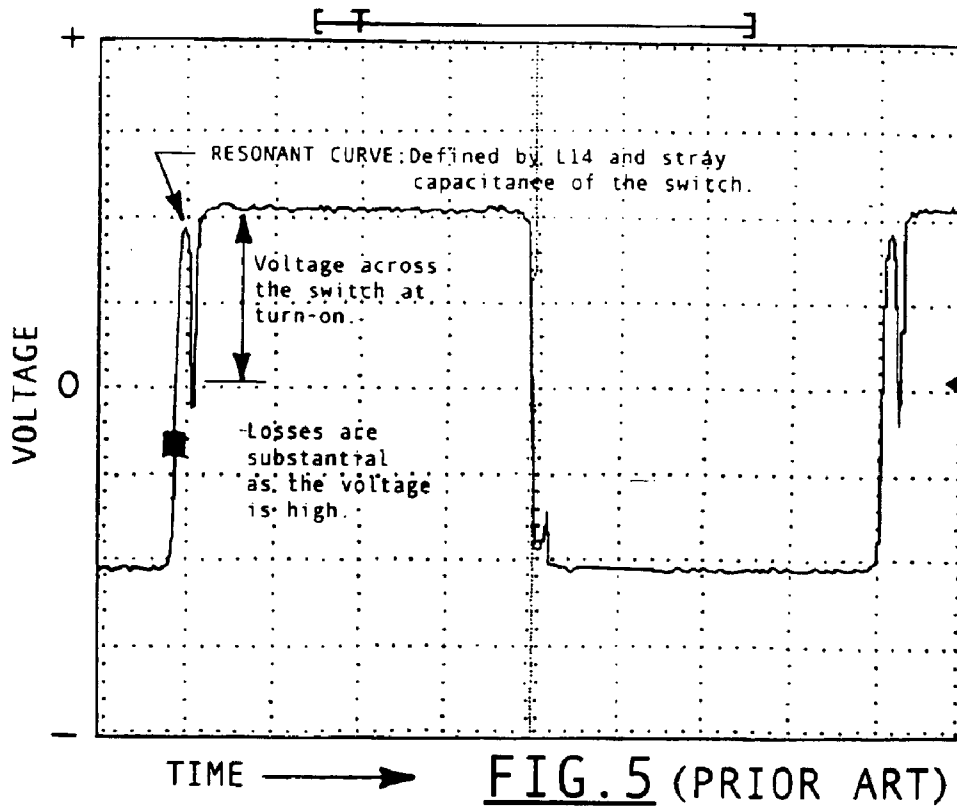 +
RESONANT CURVE:Defined by L14 and stray
capacitance of the switch.
Voltage across
the switch at
turn-on.
VOLTAGE
0
Losses are
substantial
as the voltage
is high.
-
TIME
FIG.5 (PRIOR ART)